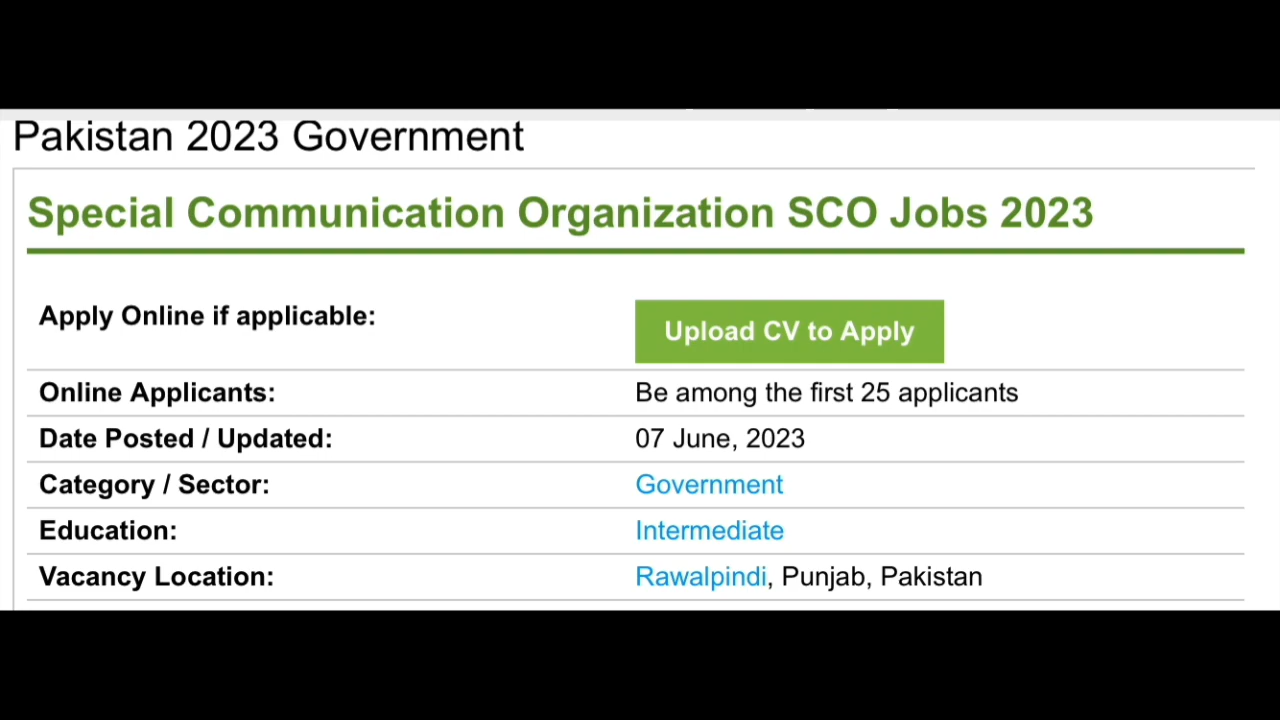 Pakistan 2023 Government
Special Communication Organization SCO Jobs 2023
Apply Online if applicable: Upload CV to Apply
Online Applicants: Be among the first 25 applicants
Date Posted / Updated: 07 June, 2023
Category / Sector: Government
Education: Intermediate
Vacancy Location: Rawalpindi, Punjab, Pakistan